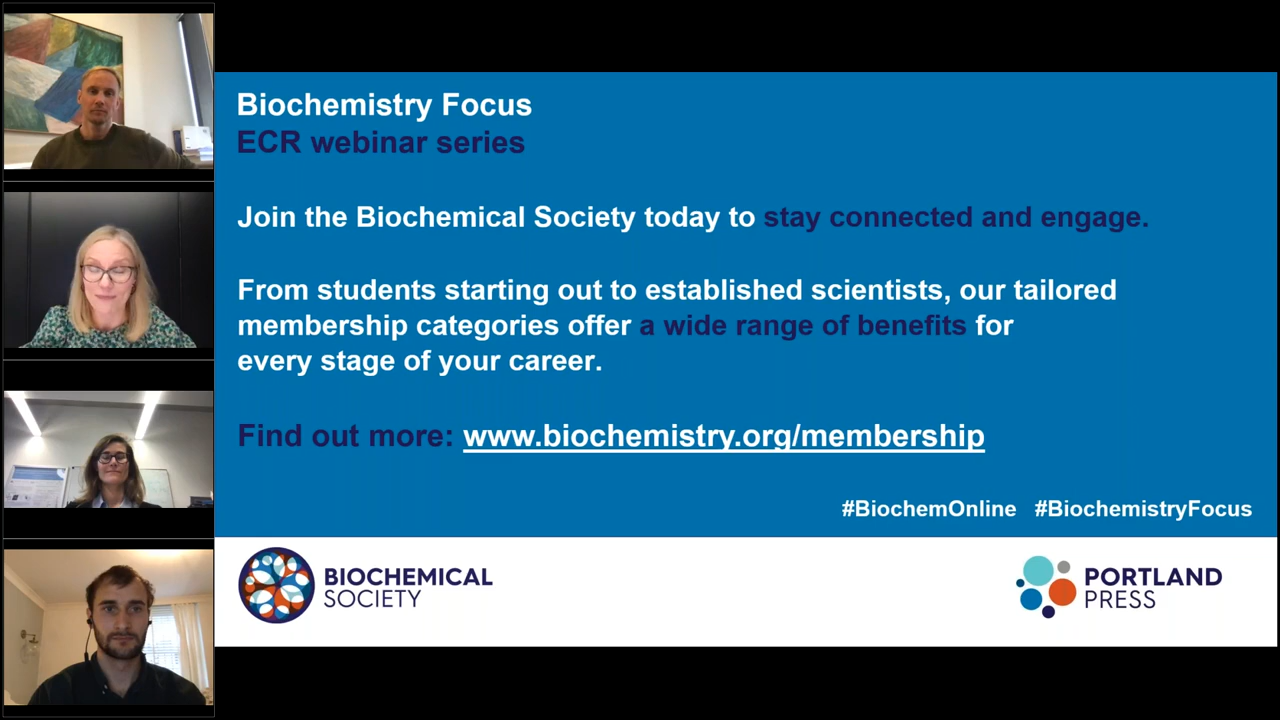 Biochemistry Focus
ECR webinar series
Join the Biochemical Society today to stay connected and engage.
From students starting out to established scientists, our tailored
membership categories offer a wide range of benefits for
every stage of your career.
Find out more: www.biochemistry.org/membership
#BiochemOnline #BiochemistryFocus
BIOCHEMICAL
SOCIETY
PORTLAND
PRESS